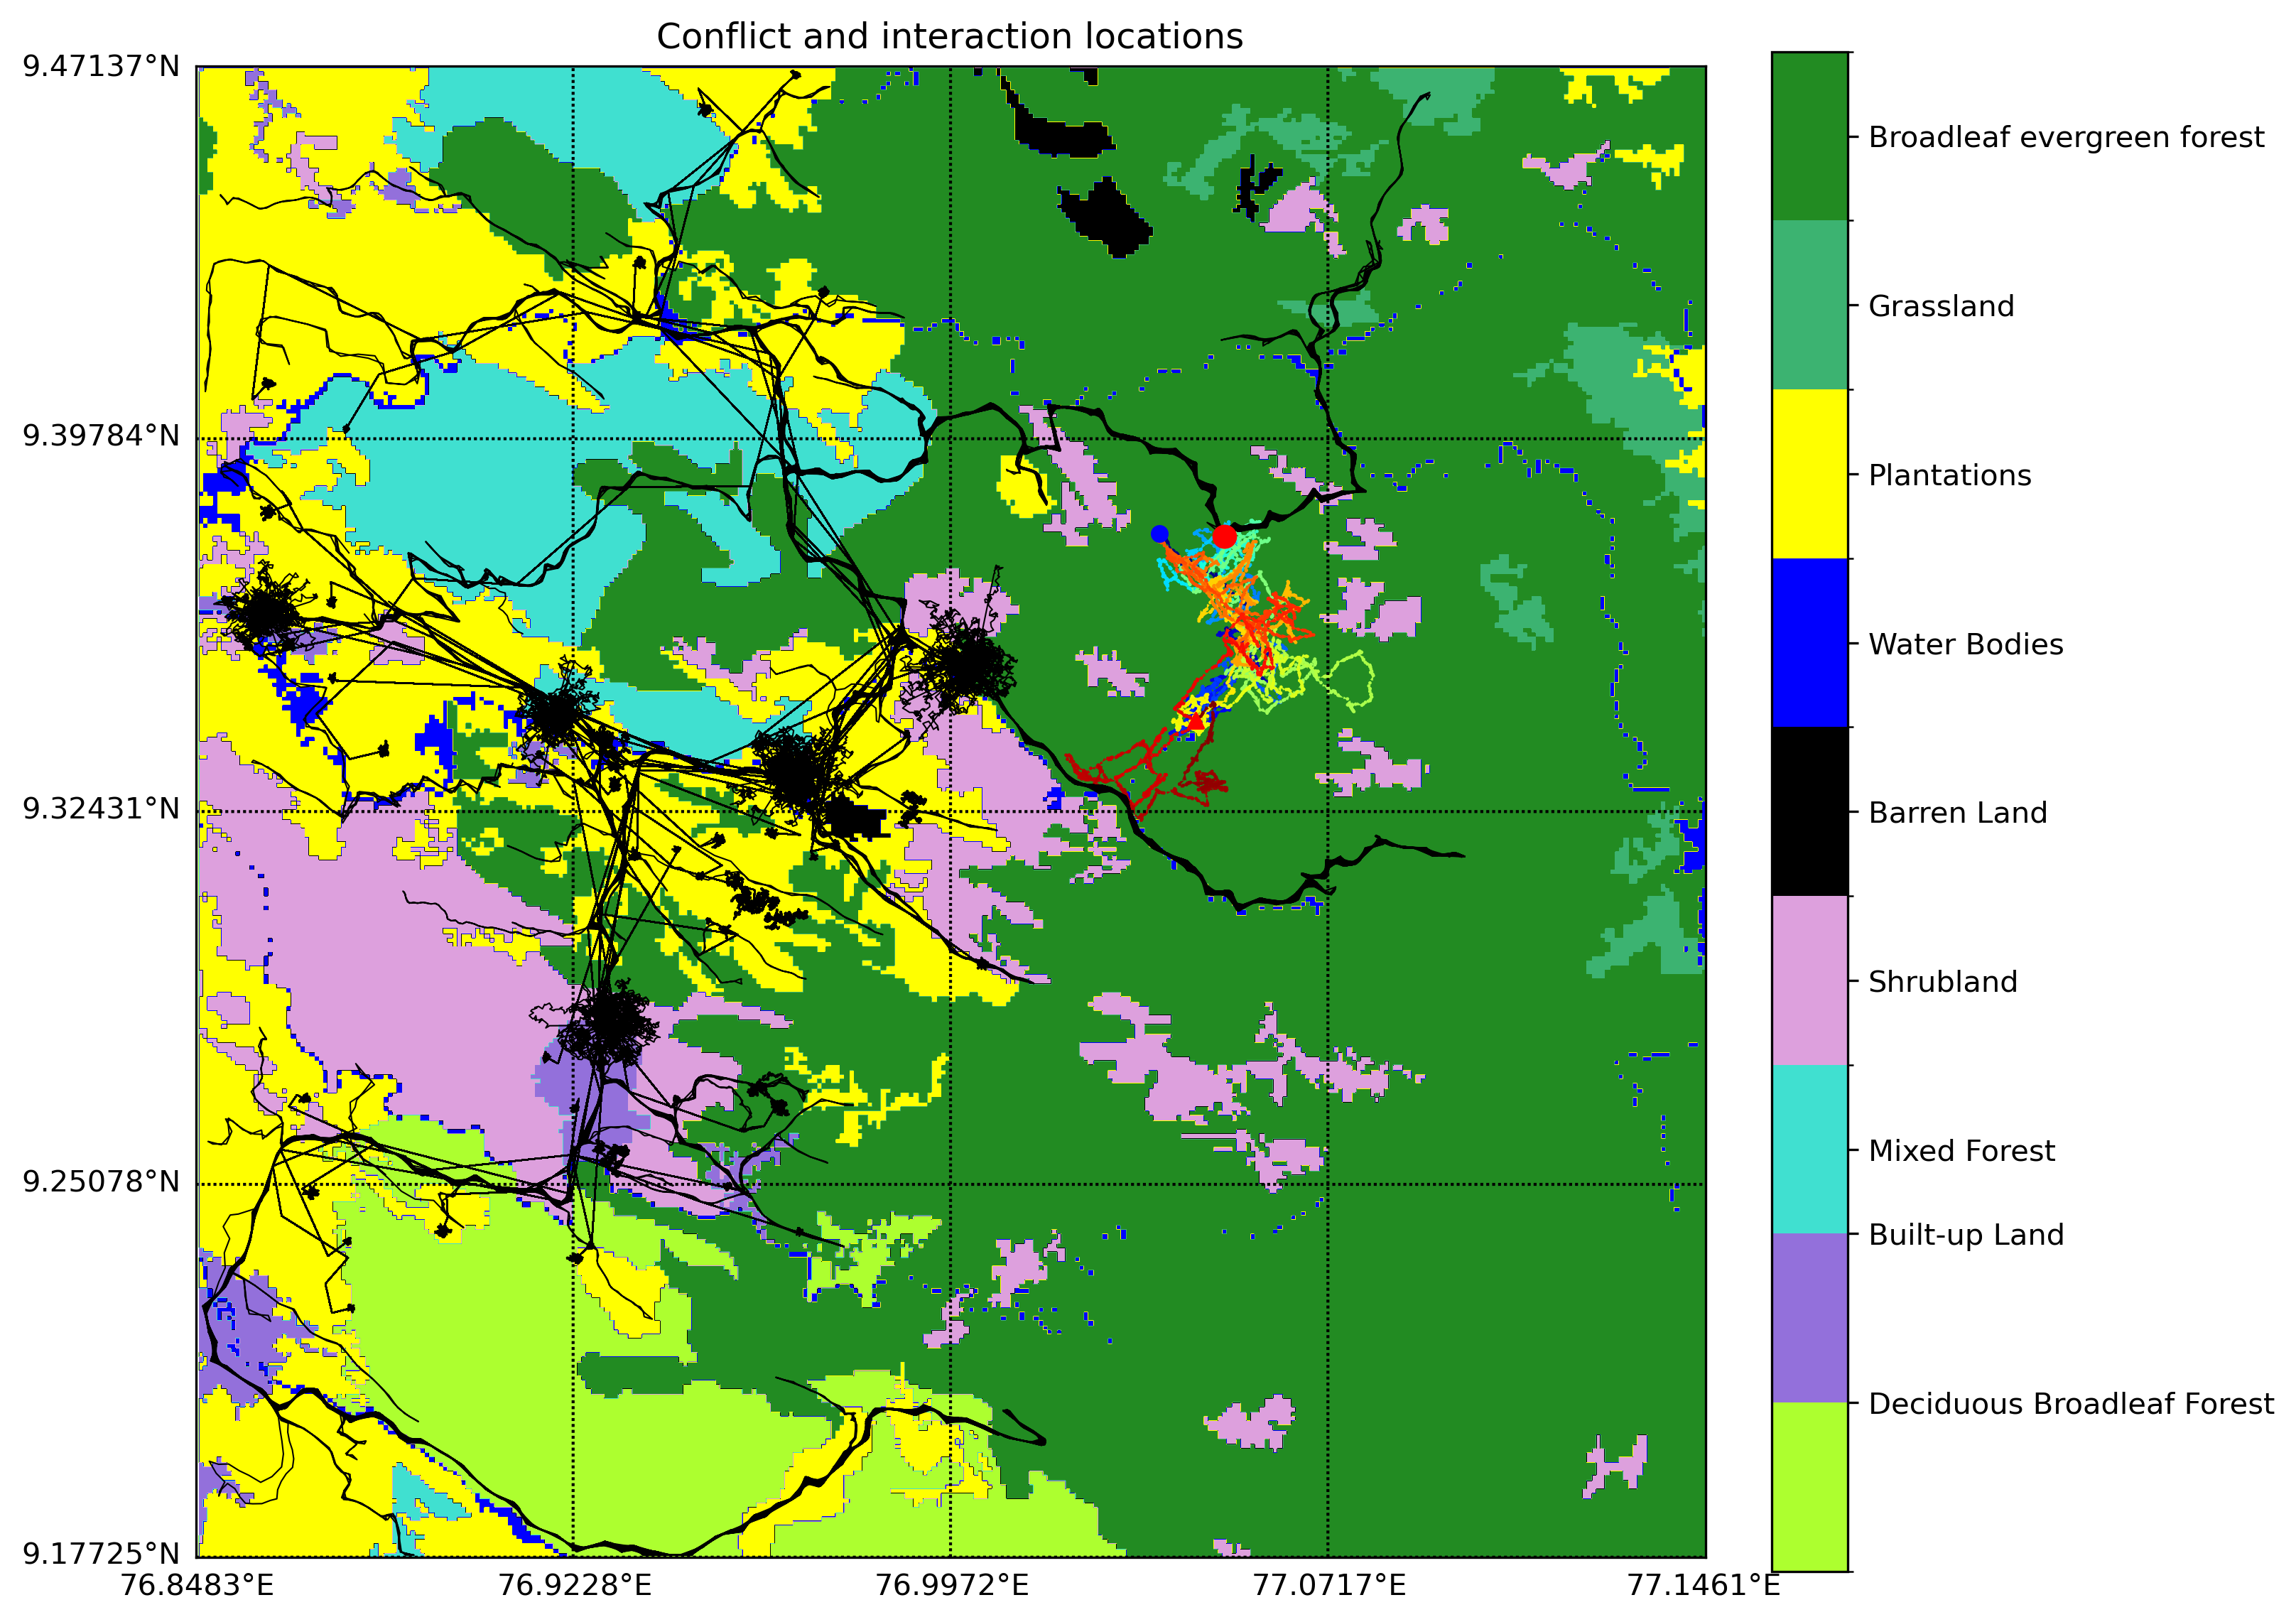 Conflict and interaction locations
9.47137°N
9.39784°N
9.32431°N
9.25078°N
9.17725°N
76.8483°E
76.9228°E
76.9972°E
77.0717°E
77.1461°E
Broadleaf evergreen forest
Grassland
Plantations
Water Bodies
Barren Land
Shrubland
Mixed Forest
Built-up Land
Deciduous Broadleaf Forest